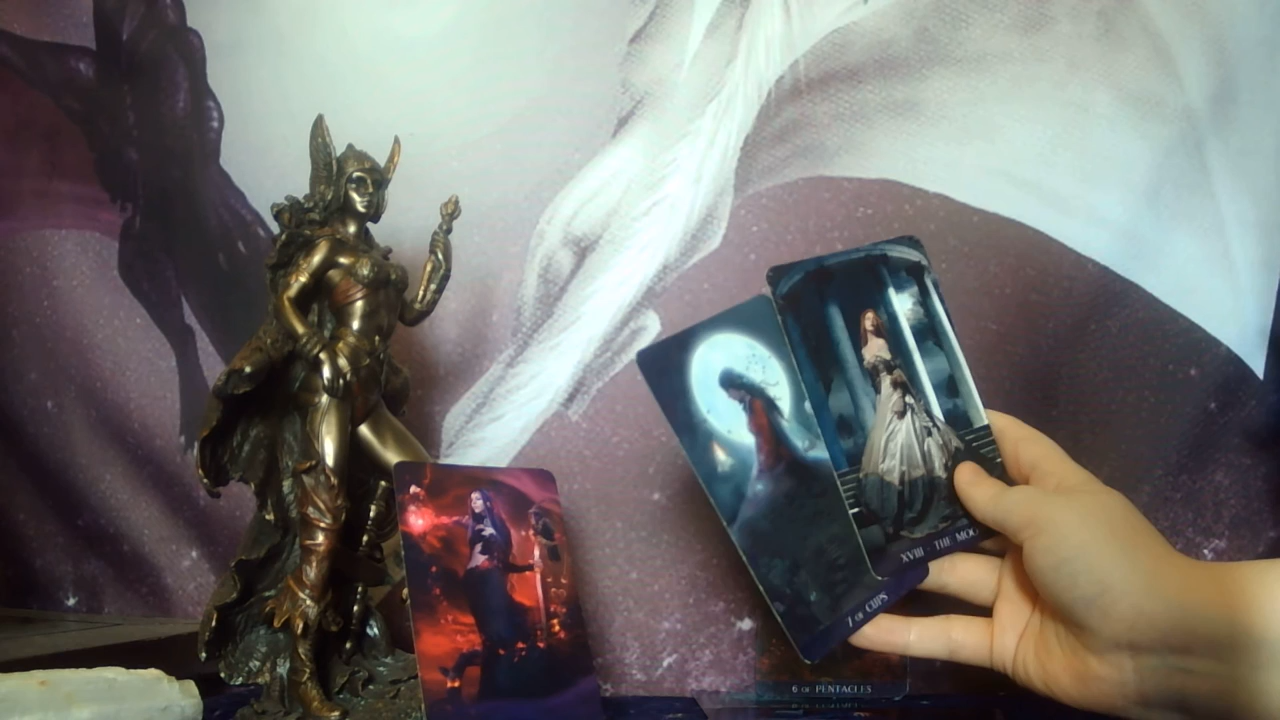 XVIII · THE MOO
7 OF CUPS
6 OF PENTACLES